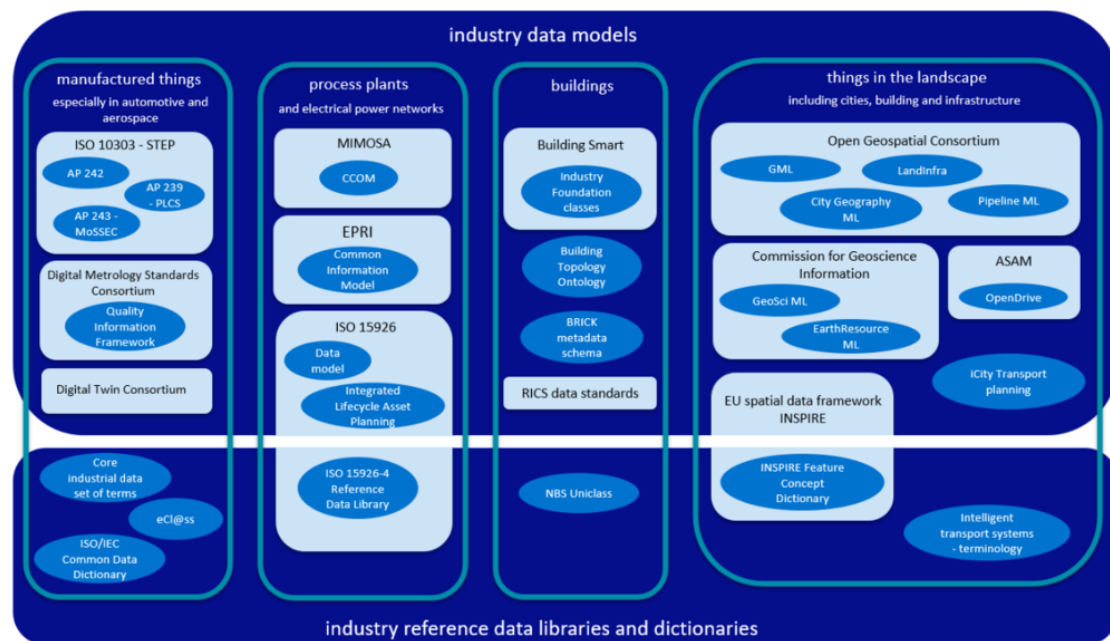 industry data models
manufactured things
especially in automotive and
aerospace
ISO 10303 - STEP
AP 242
AP 239
- PLCS
AP 243 -
MoSSEC
Digital Metrology Standards
Consortium
Quality
Information
Framework
Digital Twin Consortium
Core
industrial data
set of terms
eCl@ss
ISO/IEC
Common Data
Dictionary
process plants
and electrical power networks
MIMOSA
CCOM
EPRI
Common
Information
Model
ISO 15926
Data
model
Integrated
Lifecycle Asset
Planning
ISO 15926-4
Reference
Data Library
buildings
Building Smart
Industry
Foundation
classes
Building
Topology
Ontology
BRICK
metadata
schema
RICS data standards
NBS Uniclass
things in the landscape
including cities, building and infrastructure
Open Geospatial Consortium
GML
LandInfra
City Geography
ML
Pipeline ML
Commission for Geoscience
Information
GeoSci ML
EarthResource
ML
ASAM
OpenDrive
iCity Transport
planning
EU spatial data framework
INSPIRE
INSPIRE Feature
Concept
Dictionary
Intelligent
transport systems
- terminology
industry reference data libraries and dictionaries